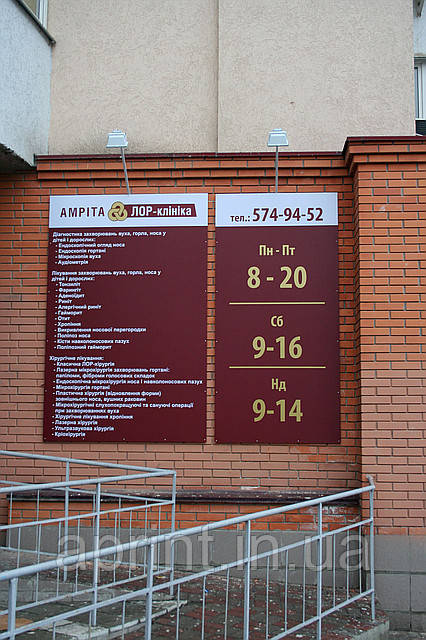 АМРІТА ЛОР-клініка
Діагностика захворювань вуха, горла, носа у
дітей і дорослих:
- Ендоскопічний огляд носа
- Ендоскопія гортані
- Мікроскопія вуха
- Аудіометрія
Лікування захворювань вуха, горла, носа у
дітей і дорослих:
- Тонзиліт
- Фарингіт
- Аденоїдит
- Риніт
- Алергічний риніт
- Гайморит
- Отит
- Хропіння
- Викривлення носової перегородки
- Поліпоз носа
- Кісти навколоносових пазух
- Поліпозний гайморит
Хірургічне лікування:
- Класична ЛОР-хірургія
- Лазерна мікрохірургія захворювань гортані:
папіломи, фіброми голосових складок
- Ендоскопічна мікрохірургія носа і навколоносових пазух
- Мікрохірургія гортані
- Пластична хірургія (відновлення форми)
зовнішнього носа, вушних раковин
- Мікрохірургічні слухопокращуючі та сануючі операції
при захворюваннях вуха
- Хірургічне лікування хропіння
- Лазерна хірургія
- Ультразвукова хірургія
- Кріохірургія
тел.: 574-94-52
Пн - Пт
8 - 20
Сб
9-16
Нд
9-14
aprint.in.ua